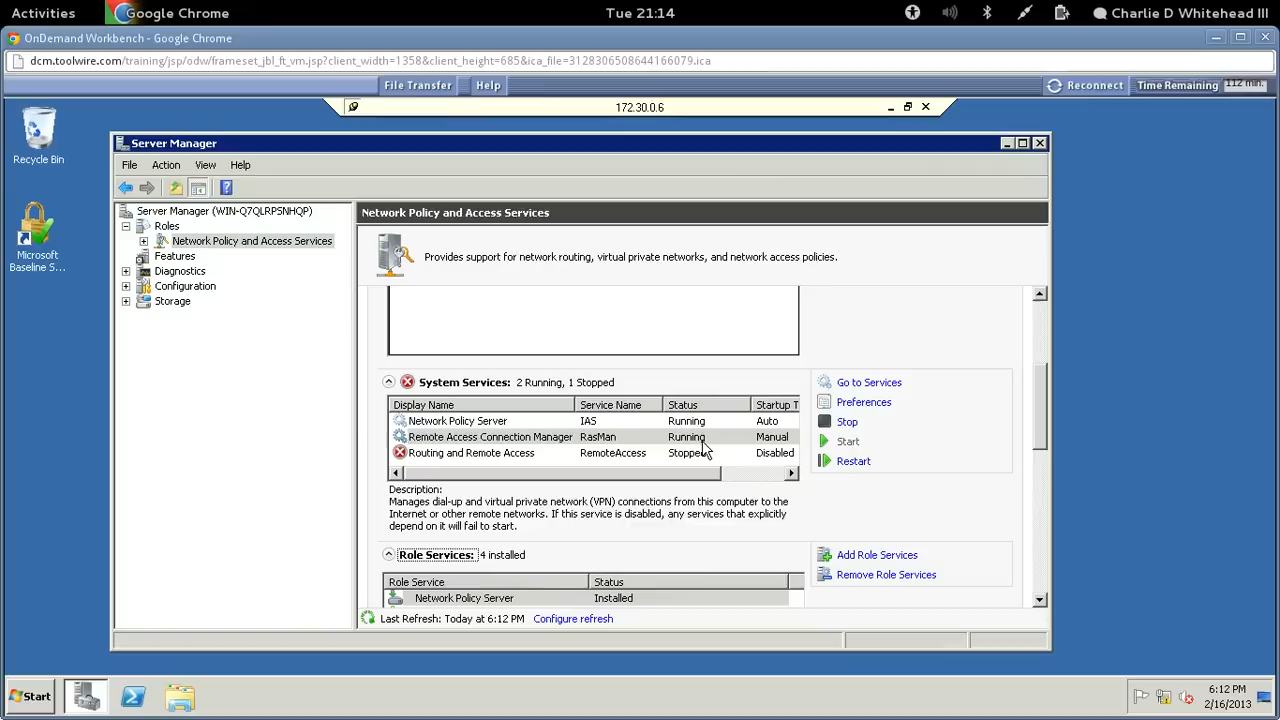 Activities
Google Chrome
Tue 21:14
Charlie D Whitehead III
OnDemand Workbench - Google Chrome
dcm.toolwire.com/training/jsp/odw/frameset_jbl_ft_vm.jsp?client_width=1358&client_height=685&ica_file=3128306508644166079.ica
File Transfer
Help
Reconnect
Time Remaining
112 min.
172.30.0.6
Recycle Bin
Microsoft
Baseline S...
Server Manager
File Action View Help
Server Manager (WIN-Q7QLRPSNHQP)
Roles
Network Policy and Access Services
Features
Diagnostics
Configuration
Storage
Network Policy and Access Services
Provides support for network routing, virtual private networks, and network access policies.
System Services: 2 Running, 1 Stopped
Display Name Service Name Status Startup T
Network Policy Server IAS Running Auto
Remote Access Connection Manager RasMan Running Manual
Routing and Remote Access RemoteAccess Stopped Disabled
Description:
Manages dial-up and virtual private network (VPN) connections from this computer to the
Internet or other remote networks. If this service is disabled, any services that explicitly
depend on it will fail to start.
Go to Services
Preferences
Stop
Start
Restart
Role Services: 4 installed
Role Service Status
Network Policy Server Installed
Add Role Services
Remove Role Services
Last Refresh: Today at 6:12 PM Configure refresh
Start
6:12 PM
2/16/2013